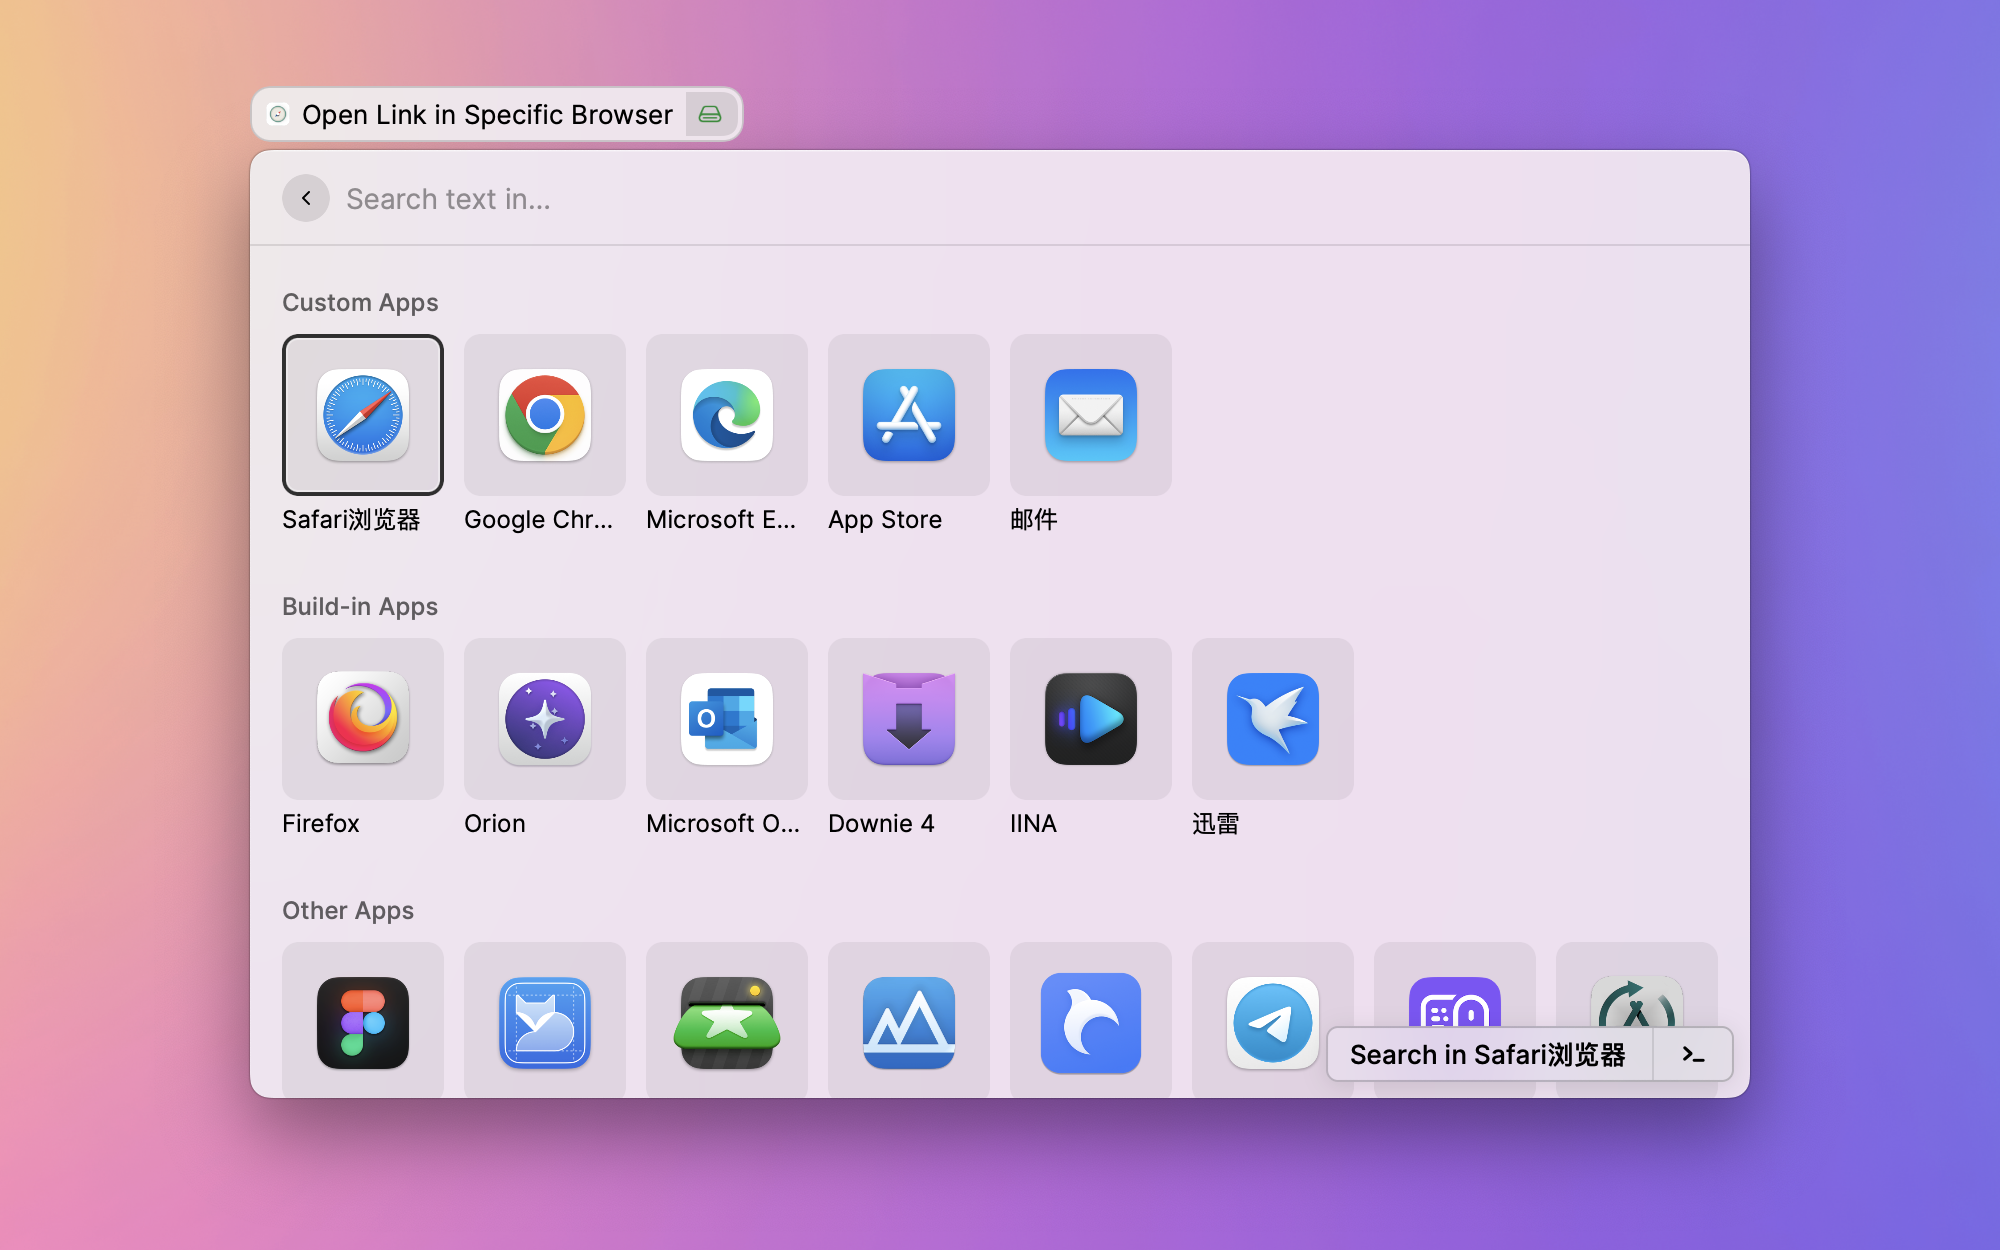 Open Link in Specific Browser
Search text in...
Custom Apps
Safari浏览器
Google Chr...
Microsoft E...
App Store
邮件
Build-in Apps
Firefox
Orion
Microsoft O...
Downie 4
IINA
迅雷
Other Apps
Search in Safari浏览器